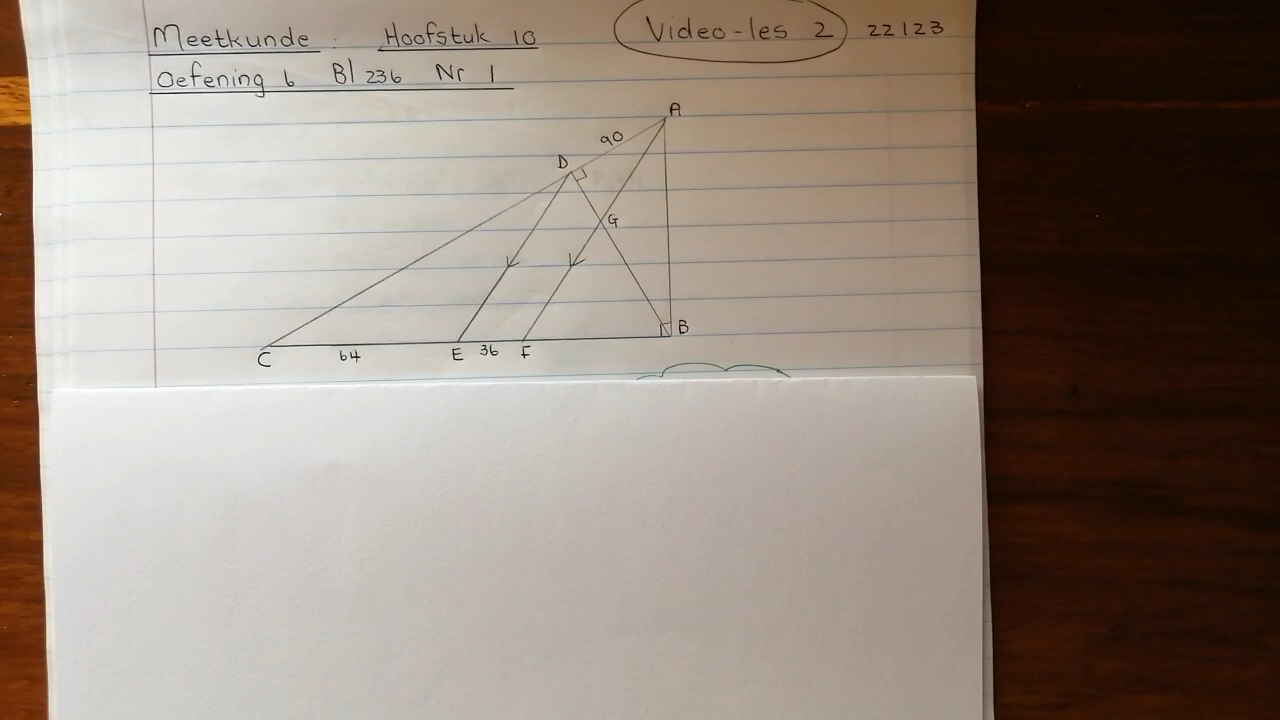 Meetkunde : Hoofstuk 10
Video-les 2 22123
Oefening 6 Bl 236 Nr 1
A
90
D
G
B
C 64 E 36 F